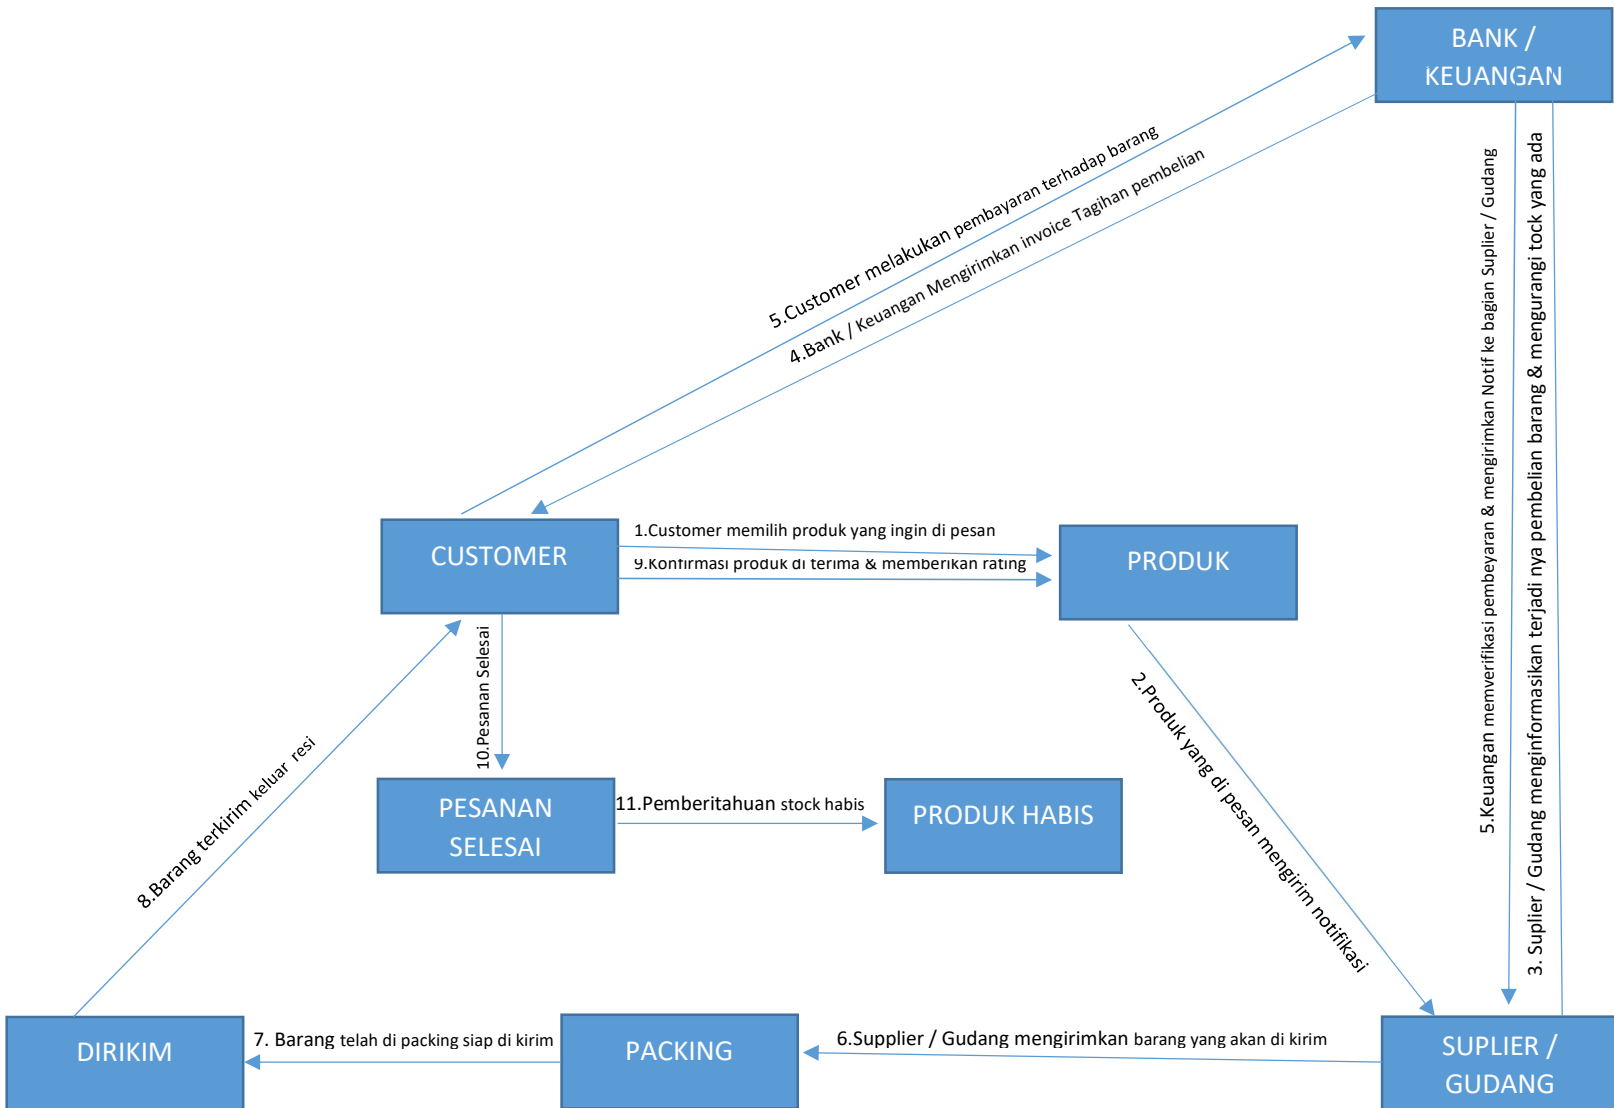 BANK /
KEUANGAN
5.Customer melakukan pembayaran terhadap barang
4.Bank / Keuangan Mengirimkan invoice Tagihan pembelian
5.Keuangan memverifikasi pembeyaran & mengirimkan Notif ke bagian Suplier / Gudang
3. Suplier / Gudang menginformasikan terjadi nya pembelian barang & mengurangi tock yang ada
CUSTOMER
1.Customer memilih produk yang ingin di pesan
9.Konfirmasi produk di terima & memberikan rating
PRODUK
10.Pesanan Selesai
2.Produk yang di pesan mengirim notifikasi
8.Barang terkirim keluar resi
PESANAN
SELESAI
11.Pemberitahuan stock habis
PRODUK HABIS
DIRIKIM
7. Barang telah di packing siap di kirim
PACKING
6.Supplier / Gudang mengirimkan barang yang akan di kirim
SUPLIER /
GUDANG